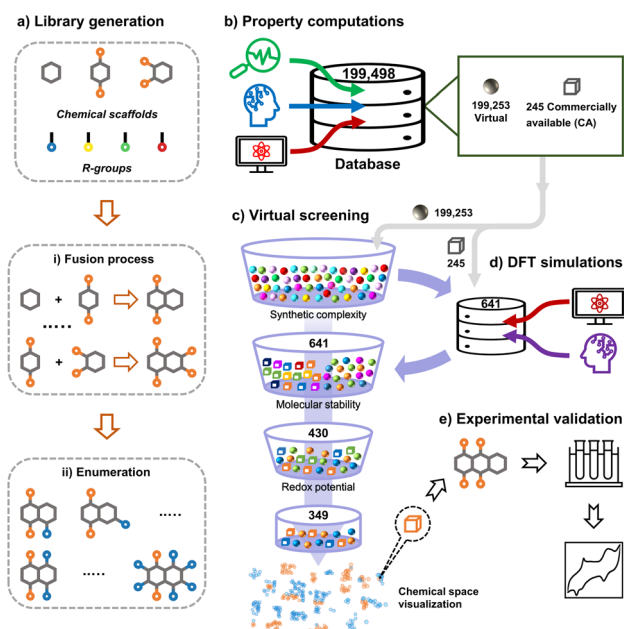 a) Library generation
Chemical scaffolds
R-groups
i) Fusion process
+
.....
+
ii) Enumeration
.....
.....
b) Property computations
199,498
Database
199,253
Virtual
245 Commercially
available (CA)
199,253
245
c) Virtual screening
Synthetic complexity
641
Molecular stability
430
Redox potential
349
Chemical space
visualization
d) DFT simulations
641
e) Experimental validation